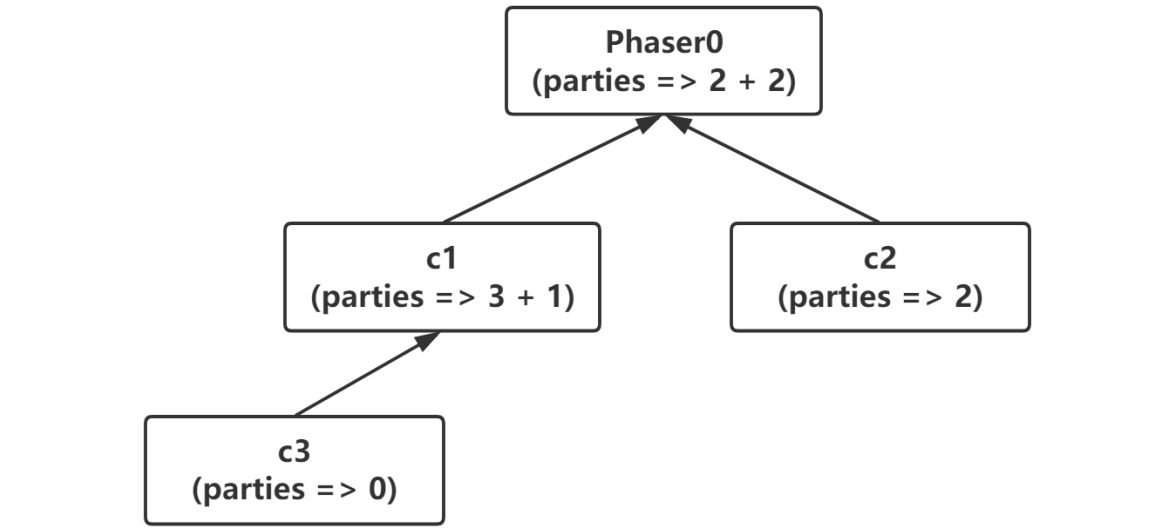 Phaser0
(parties => 2 + 2)
c1
(parties => 3 + 1)
c2
(parties => 2)
c3
(parties => 0)